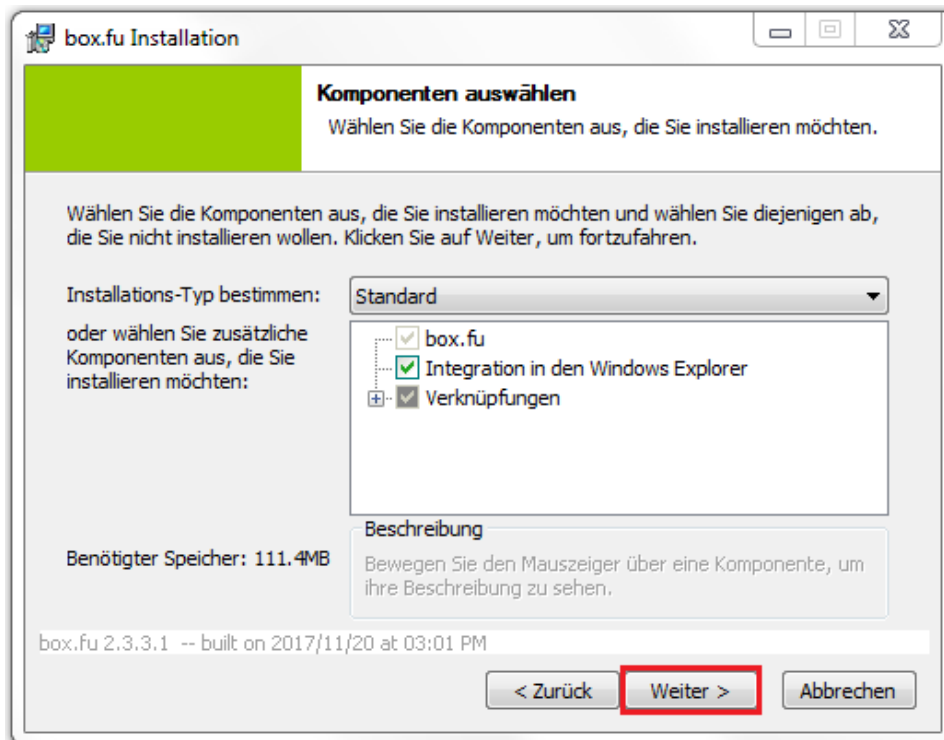 box.fu Installation
Komponenten auswählen
Wählen Sie die Komponenten aus, die Sie installieren möchten.
Wählen Sie die Komponenten aus, die Sie installieren möchten und wählen Sie diejenigen ab,
die Sie nicht installieren wollen. Klicken Sie auf Weiter, um fortzufahren.
Installations-Typ bestimmen:
Standard
oder wählen Sie zusätzliche
Komponenten aus, die Sie
installieren möchten:
box.fu
Integration in den Windows Explorer
Verknüpfungen
Benötigter Speicher: 111.4MB
Beschreibung
Bewegen Sie den Mauszeiger über eine Komponente, um
ihre Beschreibung zu sehen.
box.fu 2.3.3.1 -- built on 2017/11/20 at 03:01 PM
< Zurück
Weiter >
Abbrechen